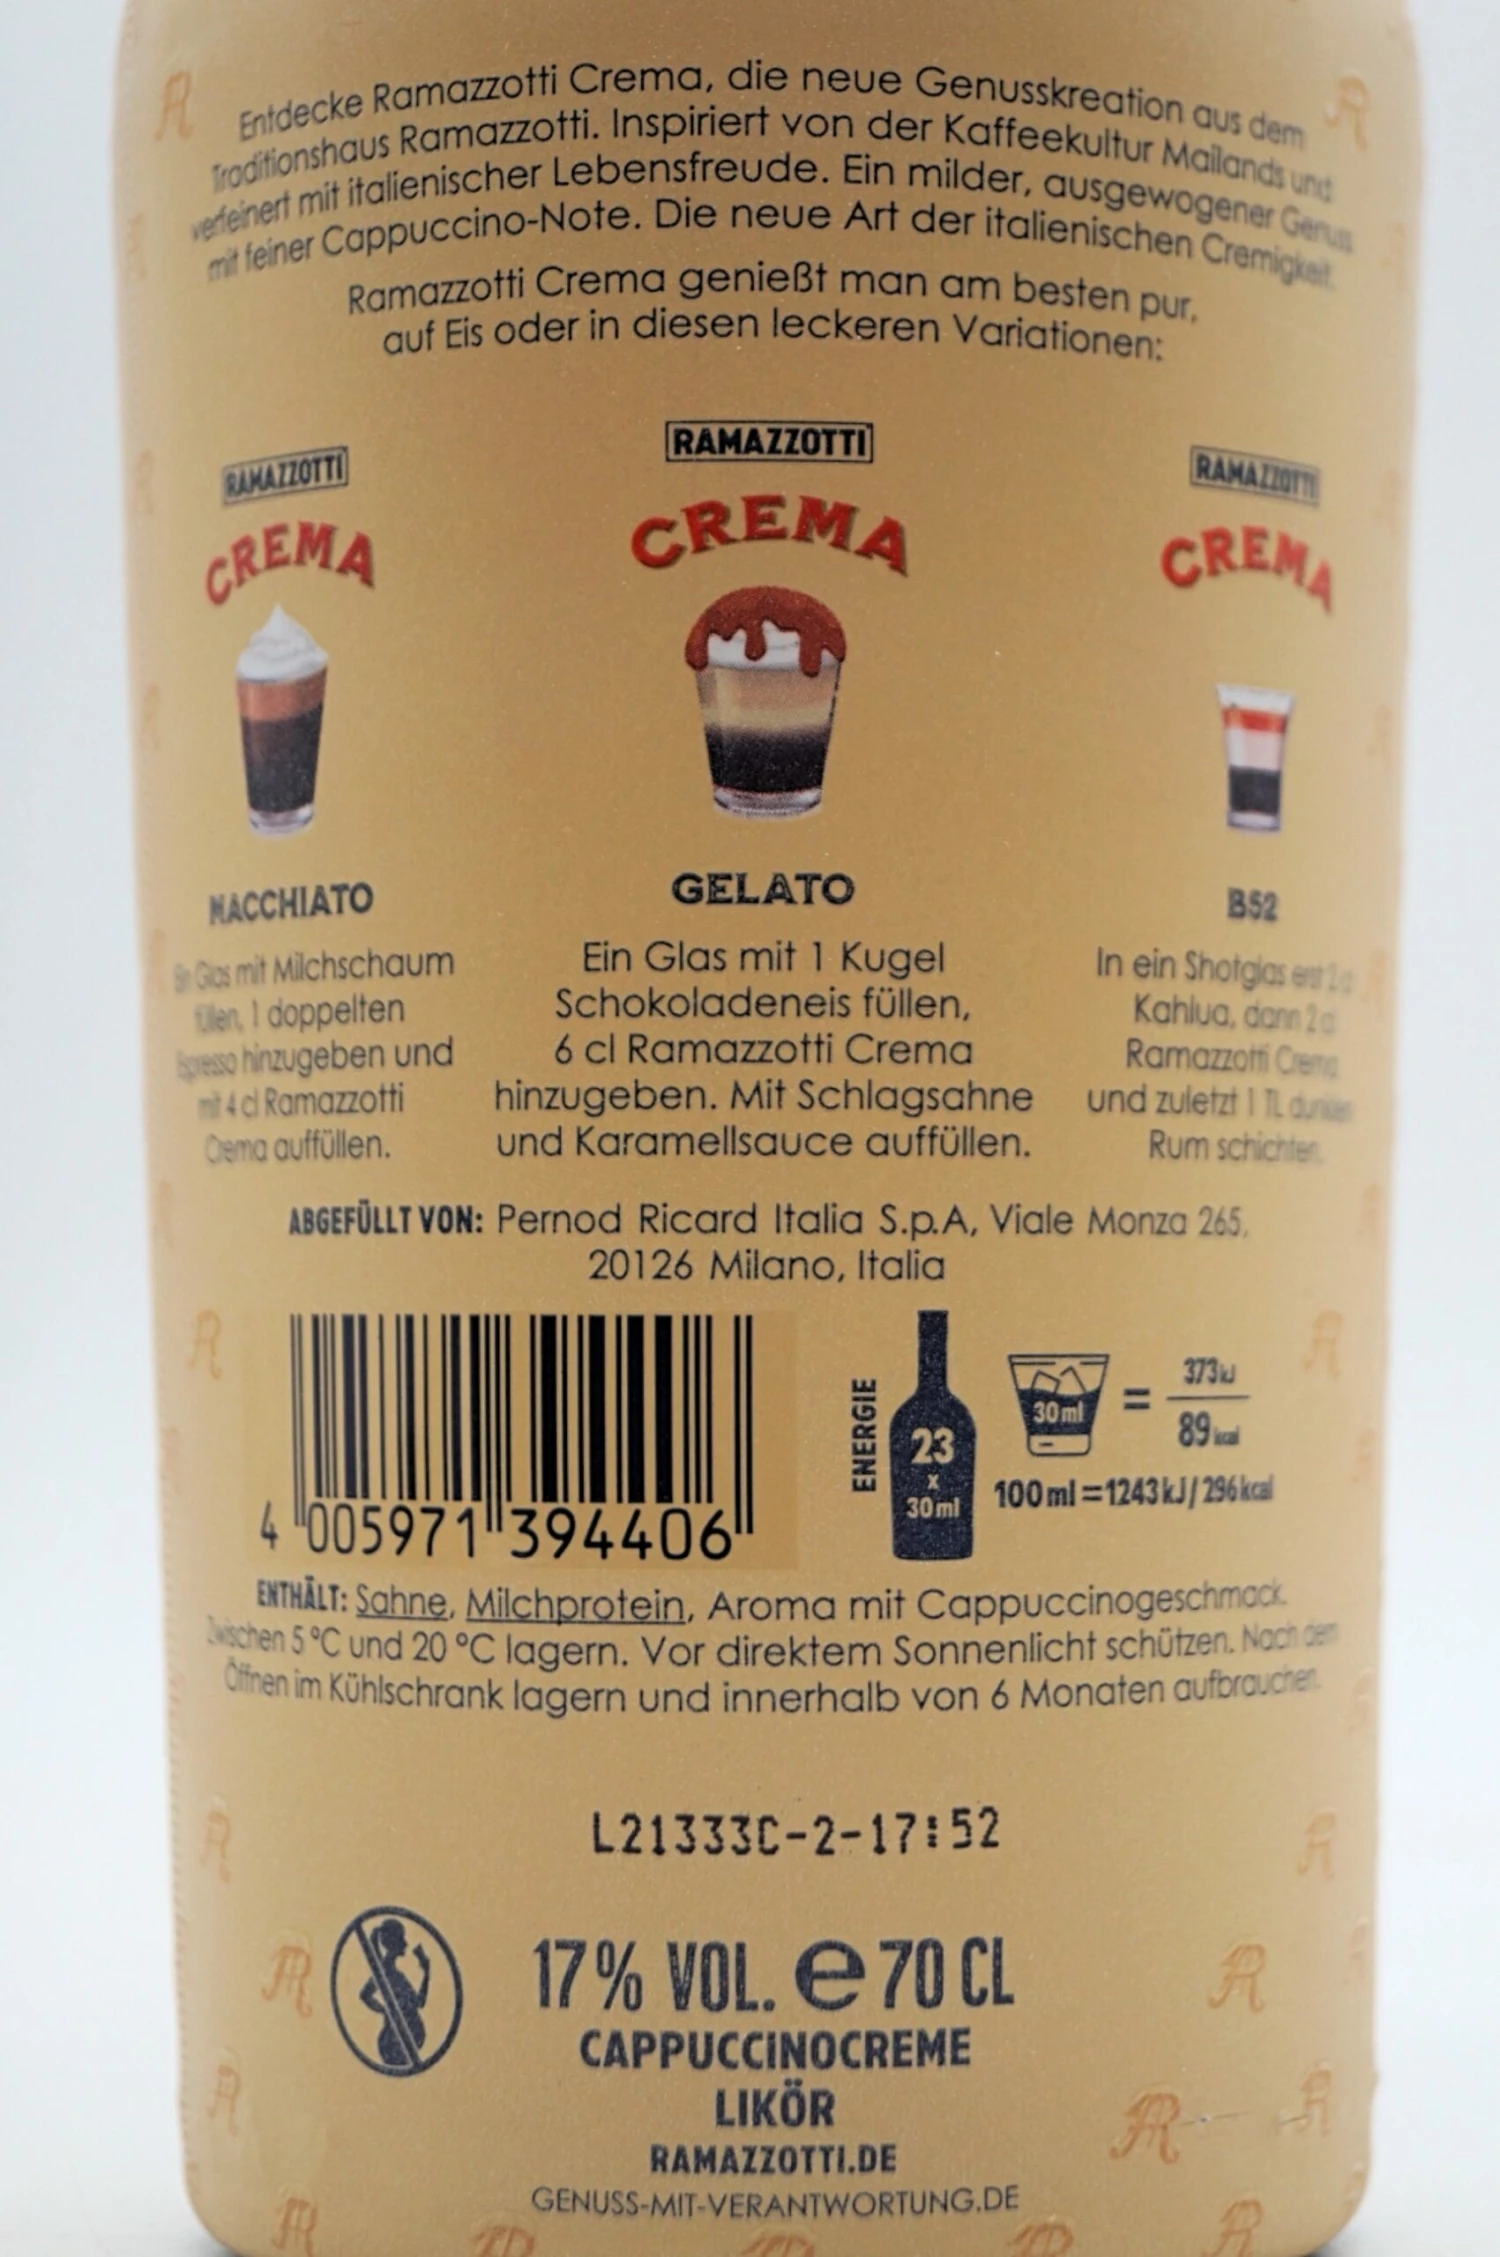 Entdecke Ramazzotti Crema, die neue Genusskreation aus dem
Traditionshaus Ramazzotti. Inspiriert von der Kaffeekultur Mailands und
verfeinert mit italienischer Lebensfreude. Ein milder, ausgewogener Genuss
mit feiner Cappuccino-Note. Die neue Art der italienischen Cremigkeit.
Ramazzotti Crema genießt man am besten pur,
auf Eis oder in diesen leckeren Variationen:
RAMAZZOTTI
CREMA
MACCHIATO
Ein Glas mit Milchschaum
füllen, 1 doppelten
Espresso hinzugeben und
mit 4 cl Ramazzotti
Crema auffüllen.
RAMAZZOTTI
CREMA
GELATO
Ein Glas mit 1 Kugel
Schokoladeneis füllen,
6 cl Ramazzotti Crema
hinzugeben. Mit Schlagsahne
und Karamellsauce auffüllen.
RAMAZZOTTI
CREMA
B52
In ein Shotglas erst 2 cl
Kahlua, dann 2 cl
Ramazzotti Crema
und zuletzt 1 TL dunklen
Rum schichten.
ABGEFÜLLT VON: Pernod Ricard Italia S.p.A, Viale Monza 265,
20126 Milano, Italia
4 005971 394406
ENERGIE
23
x
30 ml
30 ml
=
373 kJ
89 kcal
100 ml = 1243 kJ / 296 kcal
ENTHÄLT: Sahne, Milchprotein, Aroma mit Cappuccinogeschmack.
Zwischen 5 °C und 20 °C lagern. Vor direktem Sonnenlicht schützen. Nach dem
Öffnen im Kühlschrank lagern und innerhalb von 6 Monaten aufbrauchen.
L21333C-2-17:52
17% VOL. e 70 CL
CAPPUCCINOCREME
LIKÖR
RAMAZZOTTI.DE
GENUSS-MIT-VERANTWORTUNG.DE